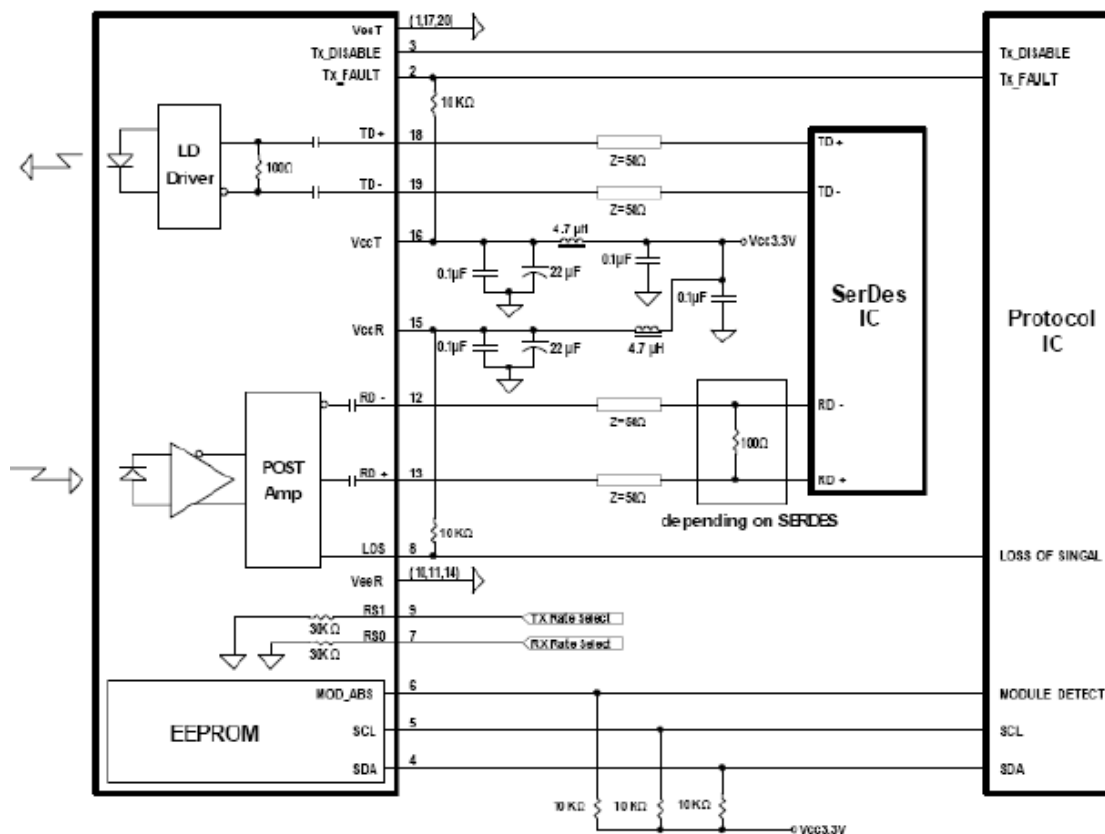 VeeT
(1,17,20)
Tx_DISABLE
3
Tx_DISABLE
Tx_FAULT
2
Tx_FAULT
10 KΩ
LD
Driver
100Ω
TD+
18
Z=50Ω
TD+
TD -
19
Z=50Ω
TD -
VccT
16
4.7 µH
Vcc3.3V
0.1µF
22 µF
0.1µF
0.1µF
SerDes
IC
Protocol
IC
VccR
15
0.1µF
22 µF
4.7 µH
POST
Amp
RD -
12
Z=50Ω
RD -
100Ω
RD +
13
Z=50Ω
RD +
depending on SERDES
10 KΩ
LOS
8
LOSS OF SINGAL
VeeR
(10,11,14)
RS1
9
TX Rate Select
30KΩ
RS0
7
RX Rate Select
30KΩ
EEPROM
MOD_ABS
6
MODULE DETECT
SCL
5
SCL
SDA
4
SDA
10 KΩ
10 KΩ
10 KΩ
Vcc3.3V